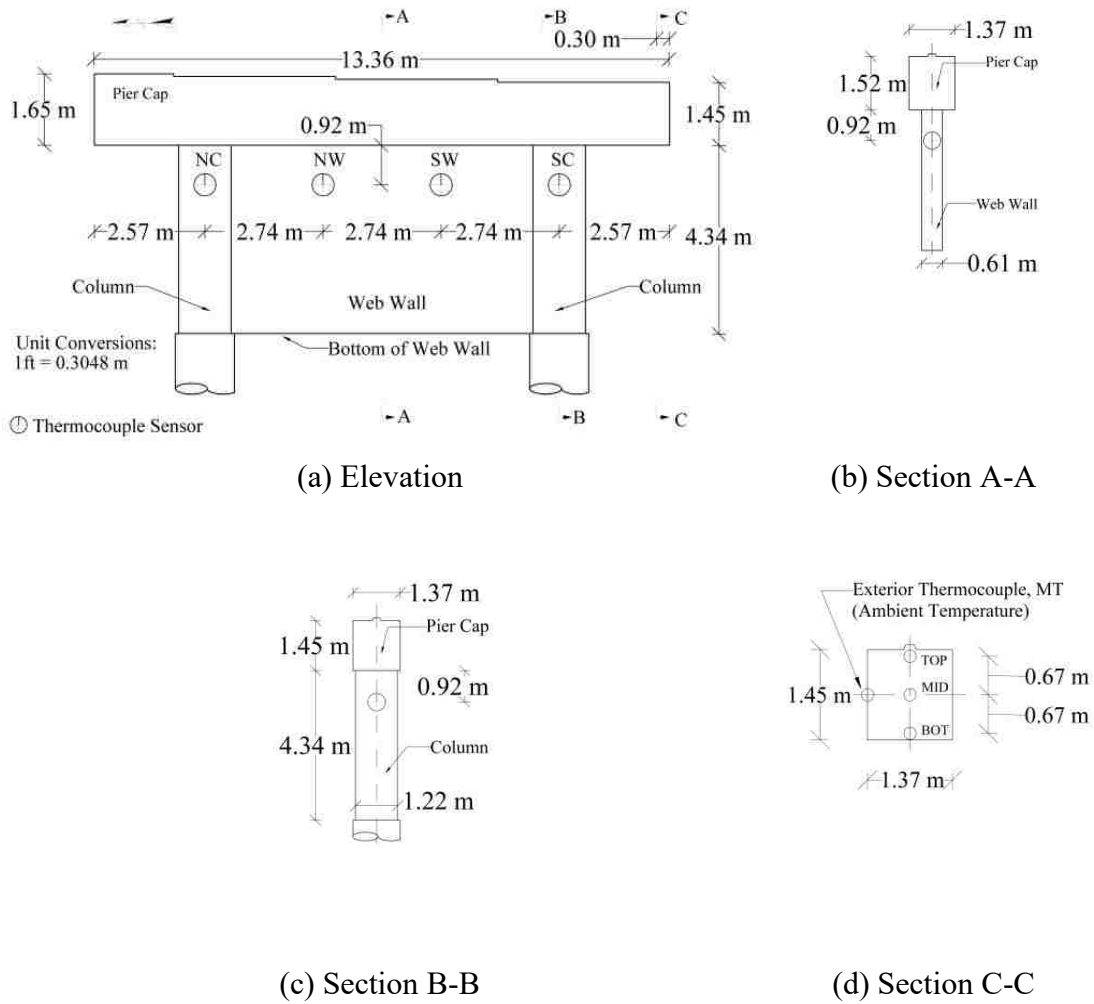 A
B
C
0.30 m
13.36 m
Pier Cap
1.65 m
0.92 m
1.45 m
NC
NW
SW
SC
2.57 m
2.74 m
2.74 m
2.74 m
2.57 m
4.34 m
Column
Column
Web Wall
Unit Conversions:
1ft = 0.3048 m
Bottom of Web Wall
A
B
C
Thermocouple Sensor
(a) Elevation
1.37 m
Pier Cap
1.52 m
0.92 m
Web Wall
0.61 m
(b) Section A-A
1.37 m
Pier Cap
1.45 m
0.92 m
4.34 m
Column
1.22 m
(c) Section B-B
Exterior Thermocouple, MT
(Ambient Temperature)
TOP
0.67 m
1.45 m
MID
0.67 m
BOT
1.37 m
(d) Section C-C